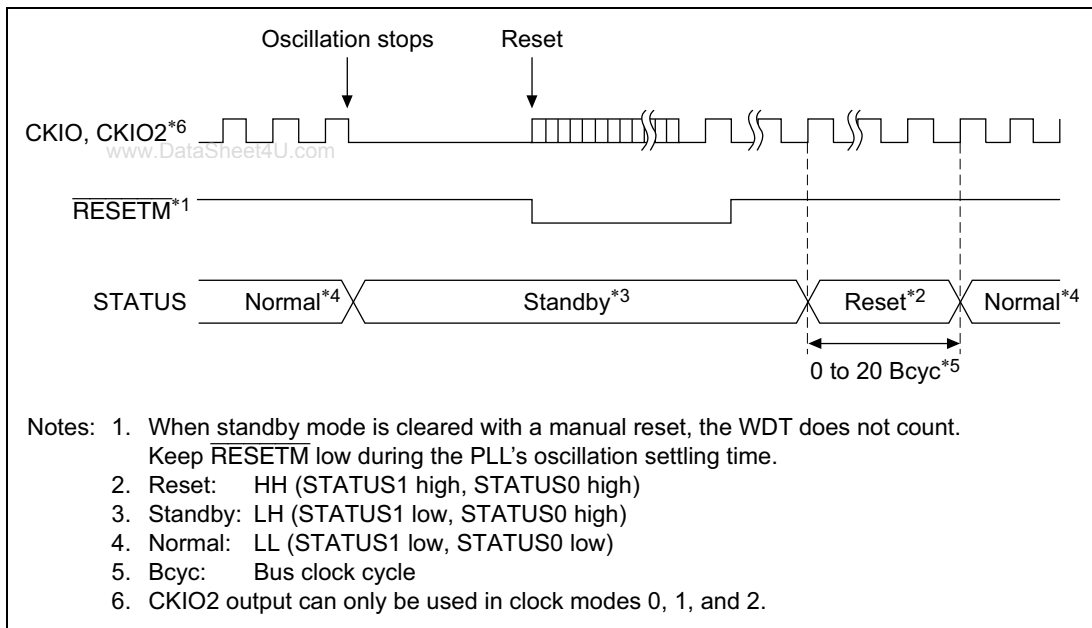 Oscillation stops Reset
CKIO, CKIO2*6
www.DataSheet4U.com
RESETM*1
STATUS Normal*4 Standby*3 Reset*2 Normal*4
0 to 20 Bcyc*5
Notes: 1. When standby mode is cleared with a manual reset, the WDT does not count.
Keep RESETM low during the PLL's oscillation settling time.
2. Reset: HH (STATUS1 high, STATUS0 high)
3. Standby: LH (STATUS1 low, STATUS0 high)
4. Normal: LL (STATUS1 low, STATUS0 low)
5. Bcyc: Bus clock cycle
6. CKIO2 output can only be used in clock modes 0, 1, and 2.